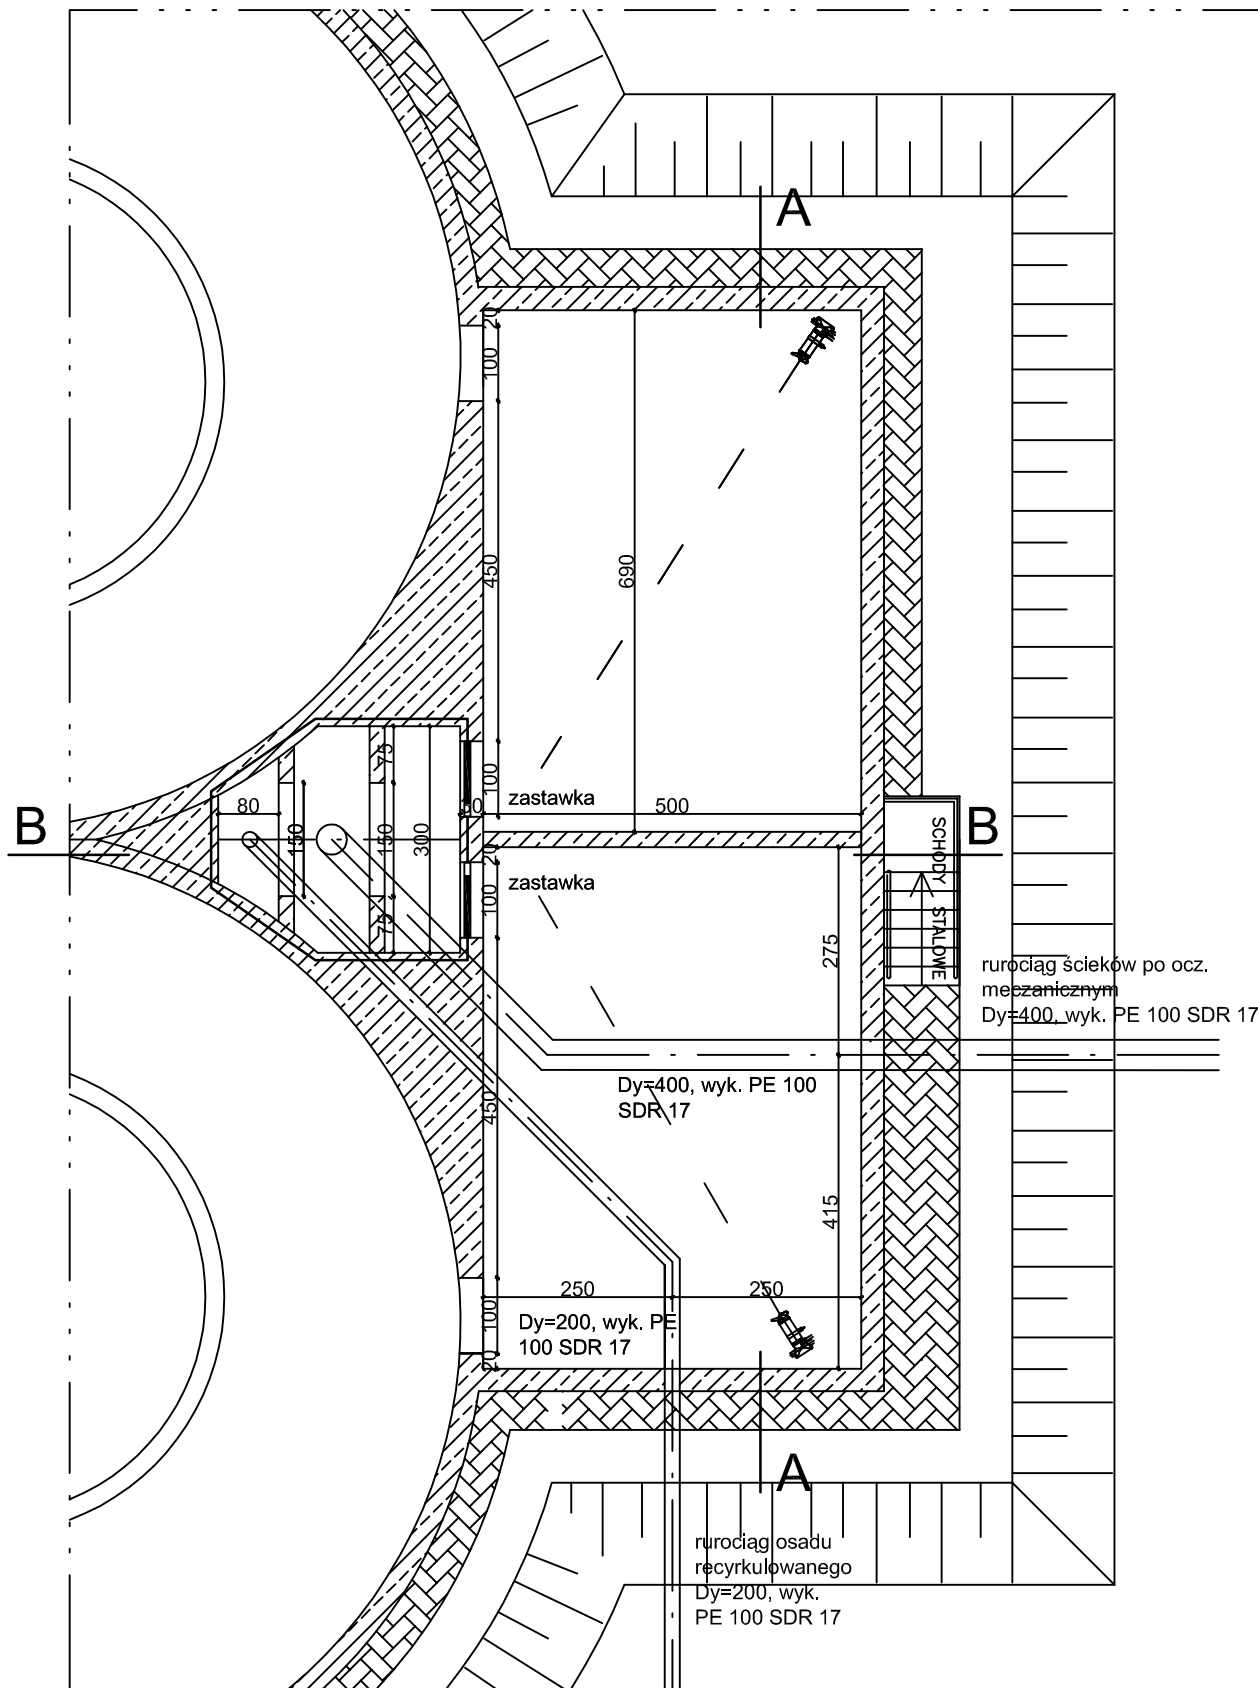 A
20
100
450
690
100
zastawka
500
80
30
75
150
150
300
75
B
B
SCHODY STALOWE
20
zastawka
100
275
rurociąg ścieków po ocz.
meczanicznym
Dy=400, wyk. PE 100 SDR 17
Dy=400, wyk. PE 100
SDR 17
450
415
250
250
100
Dy=200, wyk. PE
100 SDR 17
20
A
rurociąg osadu
recyrkulowanego
Dy=200, wyk.
PE 100 SDR 17